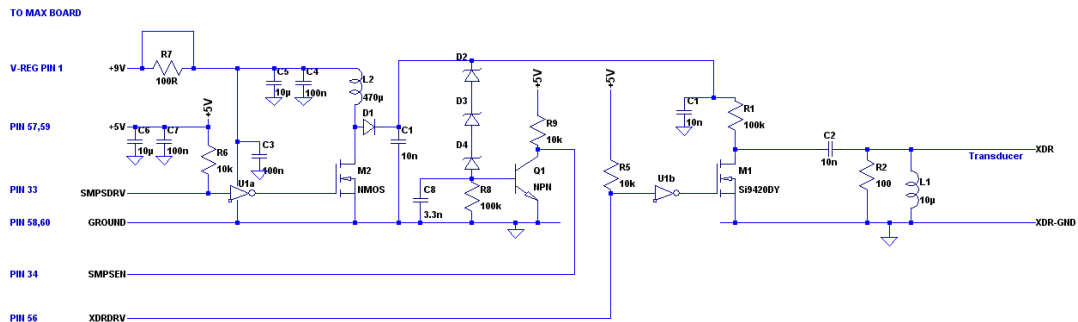 TO MAX BOARD
V-REG PIN 1
+9V
R7
100R
C5
10µ
C4
100n
L2
470µ
D1
C1
10n
D2
D3
D4
+5V
R9
10k
Q1
NPN
+5V
R5
10k
C1
10n
R1
100k
C2
10n
XDR
Transducer
PIN 57,59
+5V
C6
10µ
C7
100n
+5V
R6
10k
C3
100n
U1a
M2
NMOS
C8
3.3n
R8
100k
U1b
M1
Si9420DY
R2
100
L1
10µ
PIN 33
SMPSDRV
PIN 58,60
GROUND
XDR-GND
PIN 34
SMPSEN
PIN 56
XDRDRV